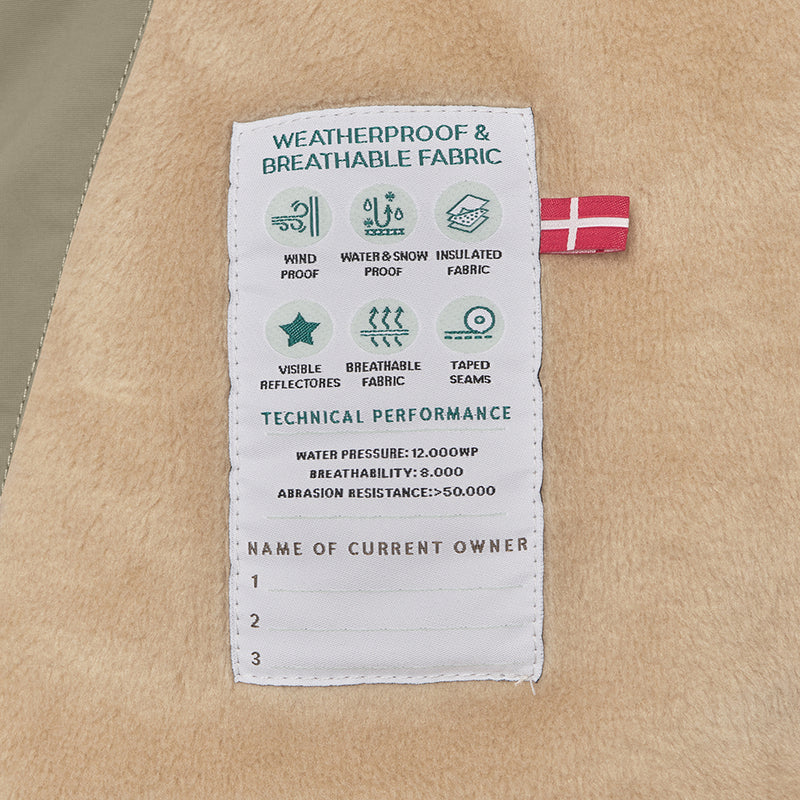 WEATHERPROOF &
BREATHABLE FABRIC
WIND
PROOF
WATER & SNOW
PROOF
INSULATED
FABRIC
VISIBLE
REFLECTORES
BREATHABLE
FABRIC
TAPED
SEAMS
TECHNICAL PERFORMANCE
WATER PRESSURE: 12.000WP
BREATHABILITY: 8.000
ABRASION RESISTANCE:>50.000
NAME OF CURRENT OWNER
1
2
3